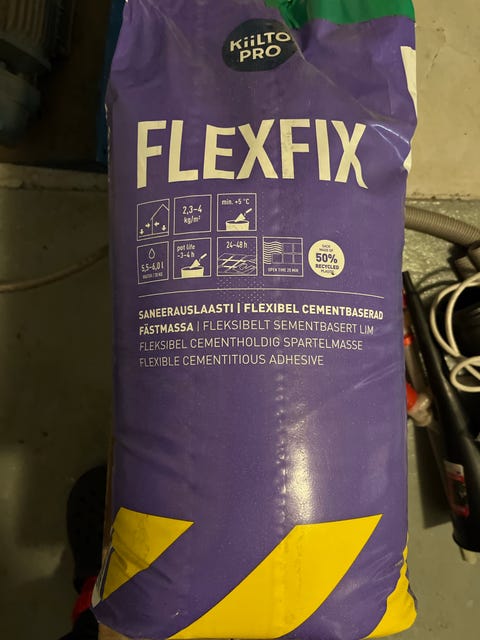 KiiLTO
PRO
FLEXFIX
2,3–4
kg/m²
min. +5 °C
5,5–6,0 l
pot life
~3–4 h
24–48 h
OPEN TIME 20 MIN
SACK
MADE OF
50%
RECYCLED
PLASTIC
SANEERAUSLAASTI | FLEXIBEL CEMENTBASERAD
FÄSTMASSA | FLEKSIBELT SEMENTBASERT LIM
FLEKSIBEL CEMENTHOLDIG SPARTELMASSE
FLEXIBLE CEMENTITIOUS ADHESIVE